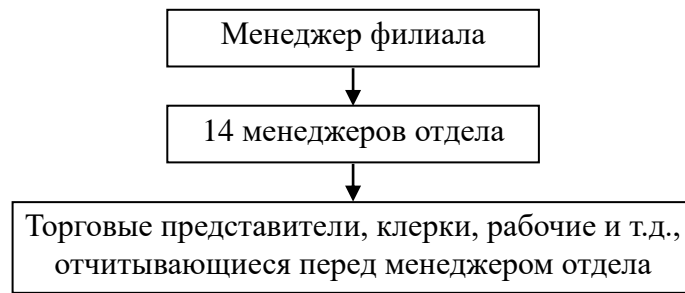 Менеджер филиала
14 менеджеров отдела
Торговые представители, клерки, рабочие и т.д.,
отчитывающиеся перед менеджером отдела